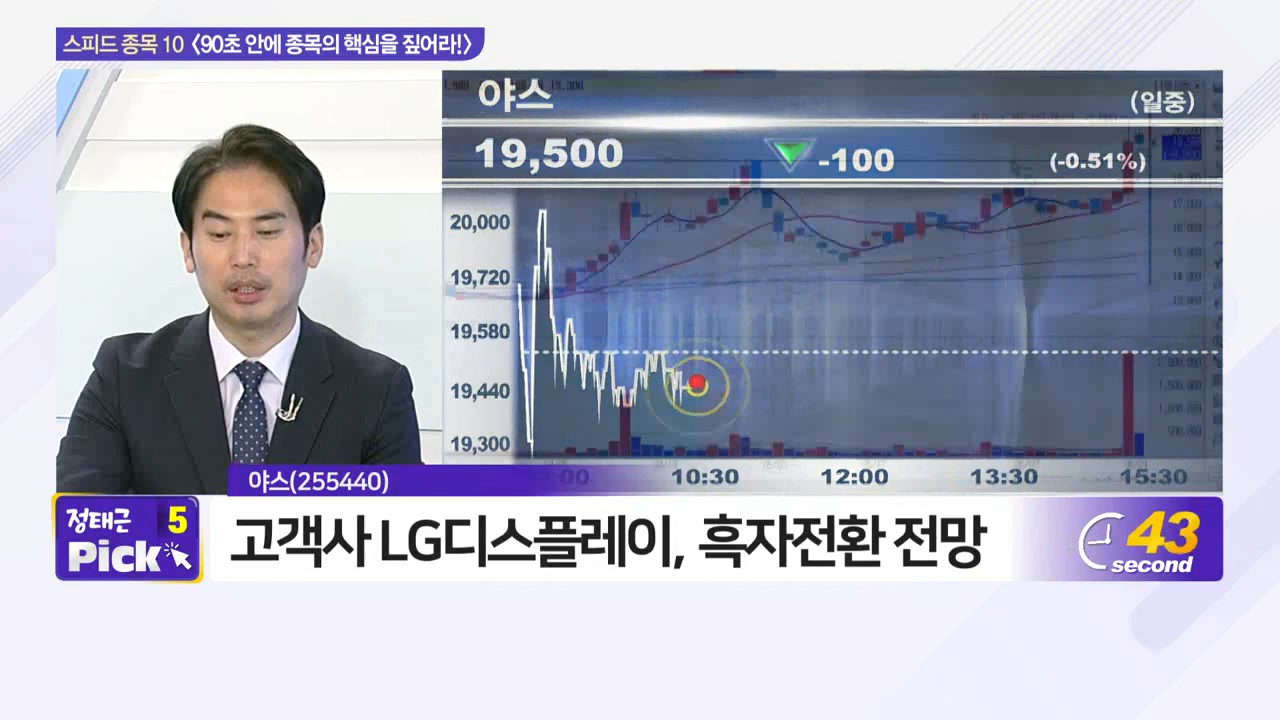 스피드 종목 10 〈90초 안에 종목의 핵심을 짚어라!〉
야스
(일중)
19,500
-100
(-0.51%)
20,000
19,720
19,580
19,440
19,300
10:30
12:00
13:30
15:30
야스(255440)
정태근 5
Pick
고객사 LG디스플레이, 흑자전환 전망
43
second